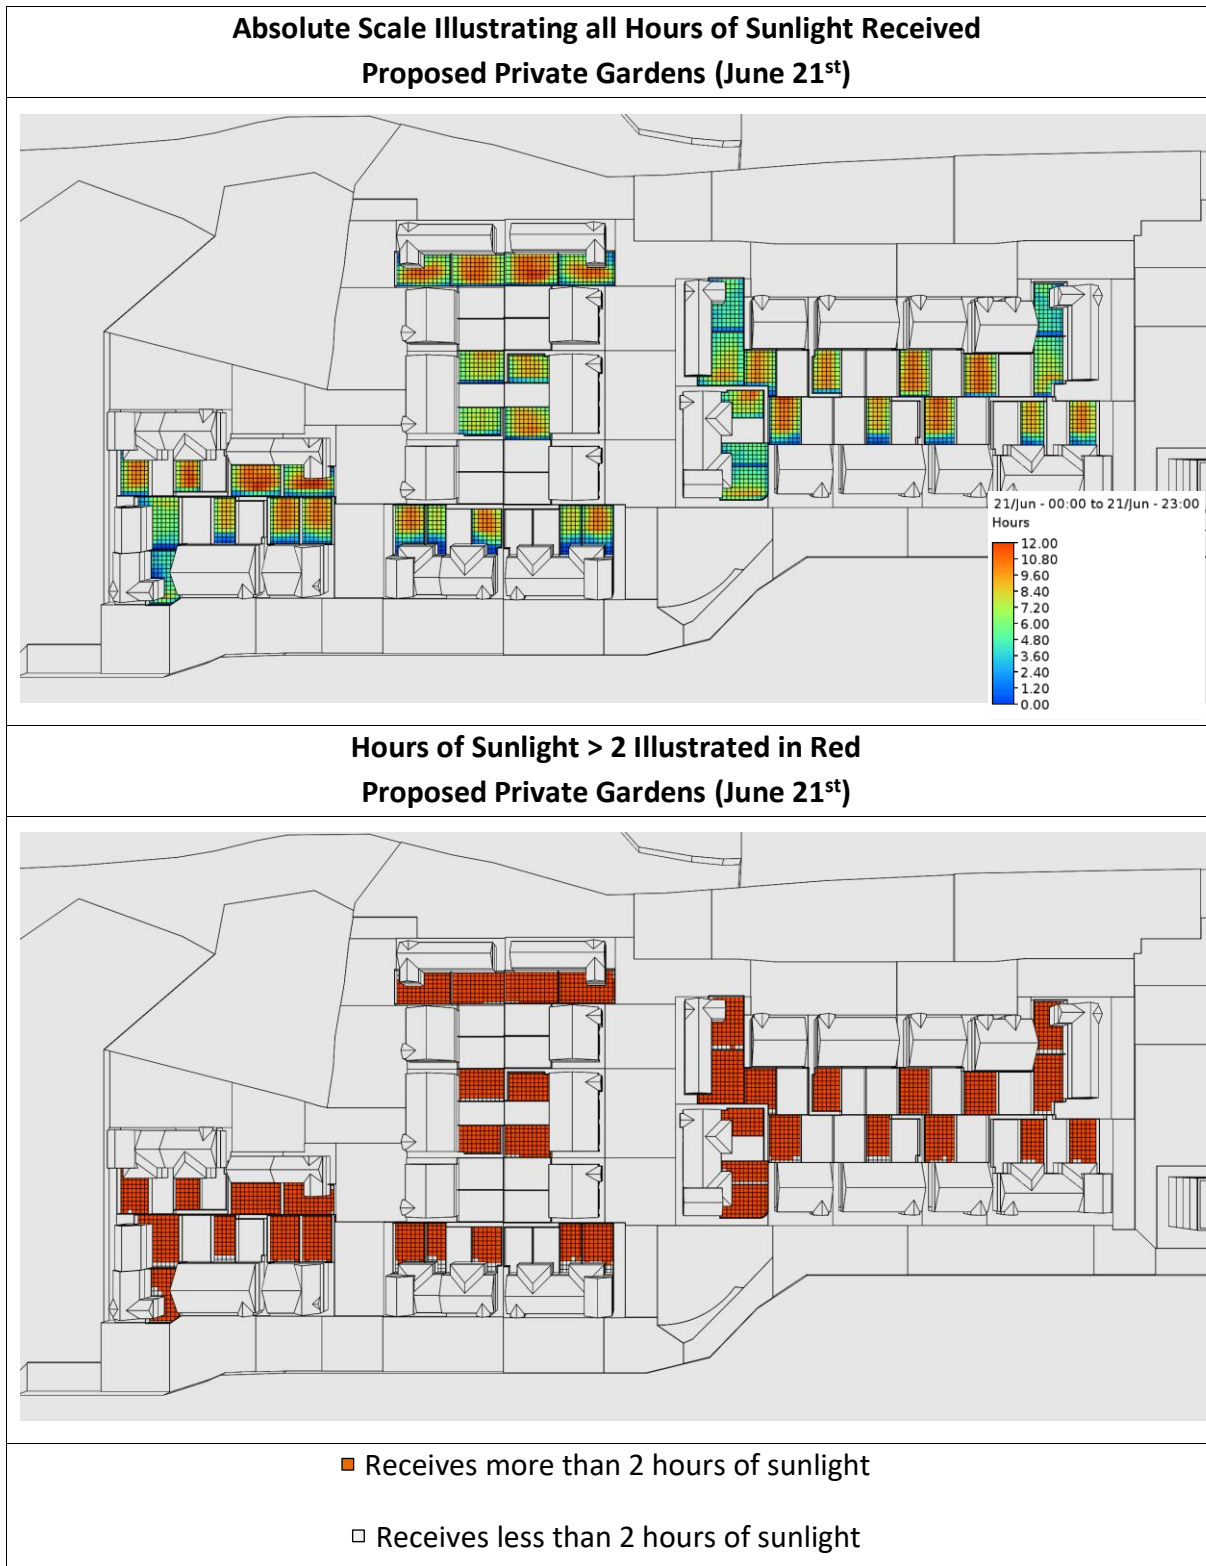 Absolute Scale Illustrating all Hours of Sunlight Received
Proposed Private Gardens (June 21st)
21/Jun - 00:00 to 21/Jun - 23:00
Hours
12.00
10.80
9.60
8.40
7.20
6.00
4.80
3.60
2.40
1.20
0.00
Hours of Sunlight > 2 Illustrated in Red
Proposed Private Gardens (June 21st)
Receives more than 2 hours of sunlight
Receives less than 2 hours of sunlight